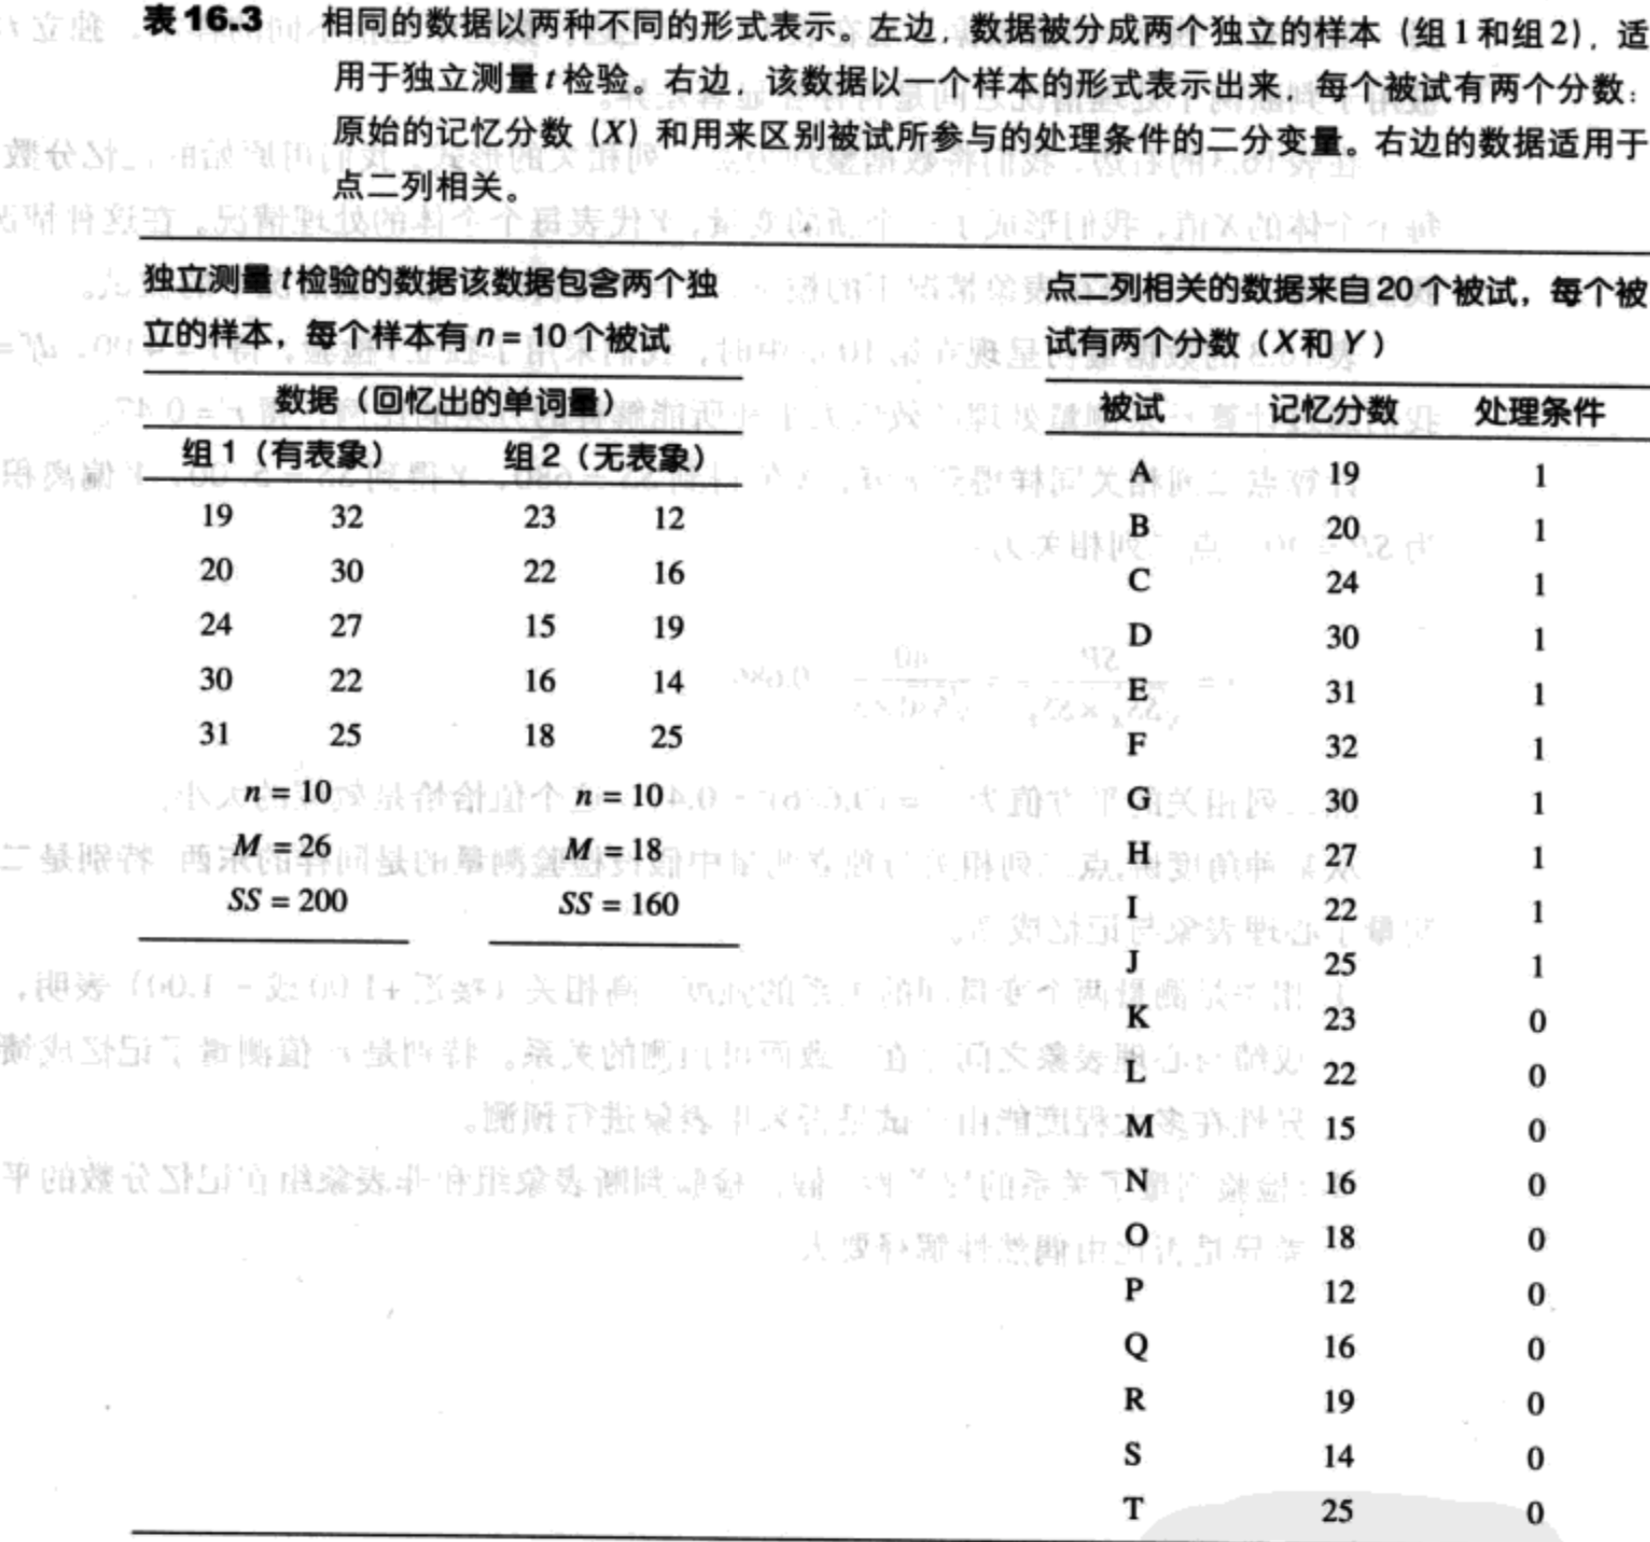 表16.3 相同的数据以两种不同的形式表示。左边，数据被分成两个独立的样本（组1和组2），适
用于独立测量t检验。右边，该数据以一个样本的形式表示出来，每个被试有两个分数：
原始的记忆分数（X）和用来区别被试所参与的处理条件的二分变量。右边的数据适用于
点二列相关。
独立测量t检验的数据该数据包含两个独
立的样本，每个样本有n = 10个被试
数据（回忆出的单词量）
组1（有表象） 组2（无表象）
19 32 23 12
20 30 22 16
24 27 15 19
30 22 16 14
31 25 18 25
n = 10 n = 10
M = 26 M = 18
SS = 200 SS = 160
点二列相关的数据来自20个被试，每个被
试有两个分数（X和Y）
被试 记忆分数 处理条件
A 19 1
B 20 1
C 24 1
D 30 1
E 31 1
F 32 1
G 30 1
H 27 1
I 22 1
J 25 1
K 23 0
L 22 0
M 15 0
N 16 0
O 18 0
P 12 0
Q 16 0
R 19 0
S 14 0
T 25 0